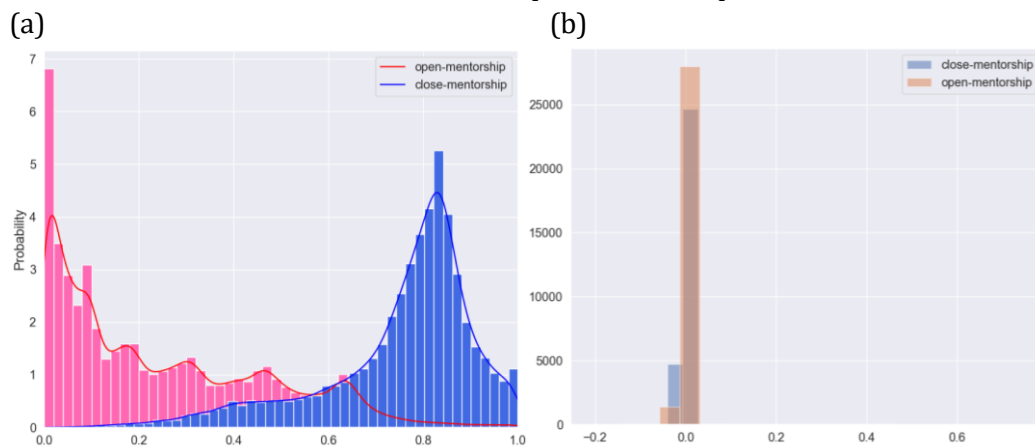 (a)
(b)
7
6
5
4
3
2
1
0
Probability
open-mentorship
close-mentorship
0.0 0.2 0.4 0.6 0.8 1.0
close-mentorship
open-mentorship
25000
20000
15000
10000
5000
0
−0.2 0.0 0.2 0.4 0.6